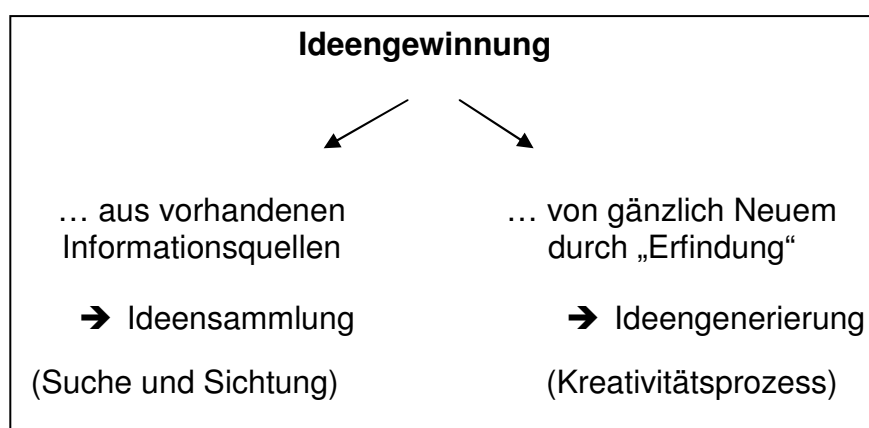 Ideengewinnung
… aus vorhandenen
Informationsquellen
➔ Ideensammlung
(Suche und Sichtung)
… von gänzlich Neuem
durch „Erfindung“
➔ Ideengenerierung
(Kreativitätsprozess)